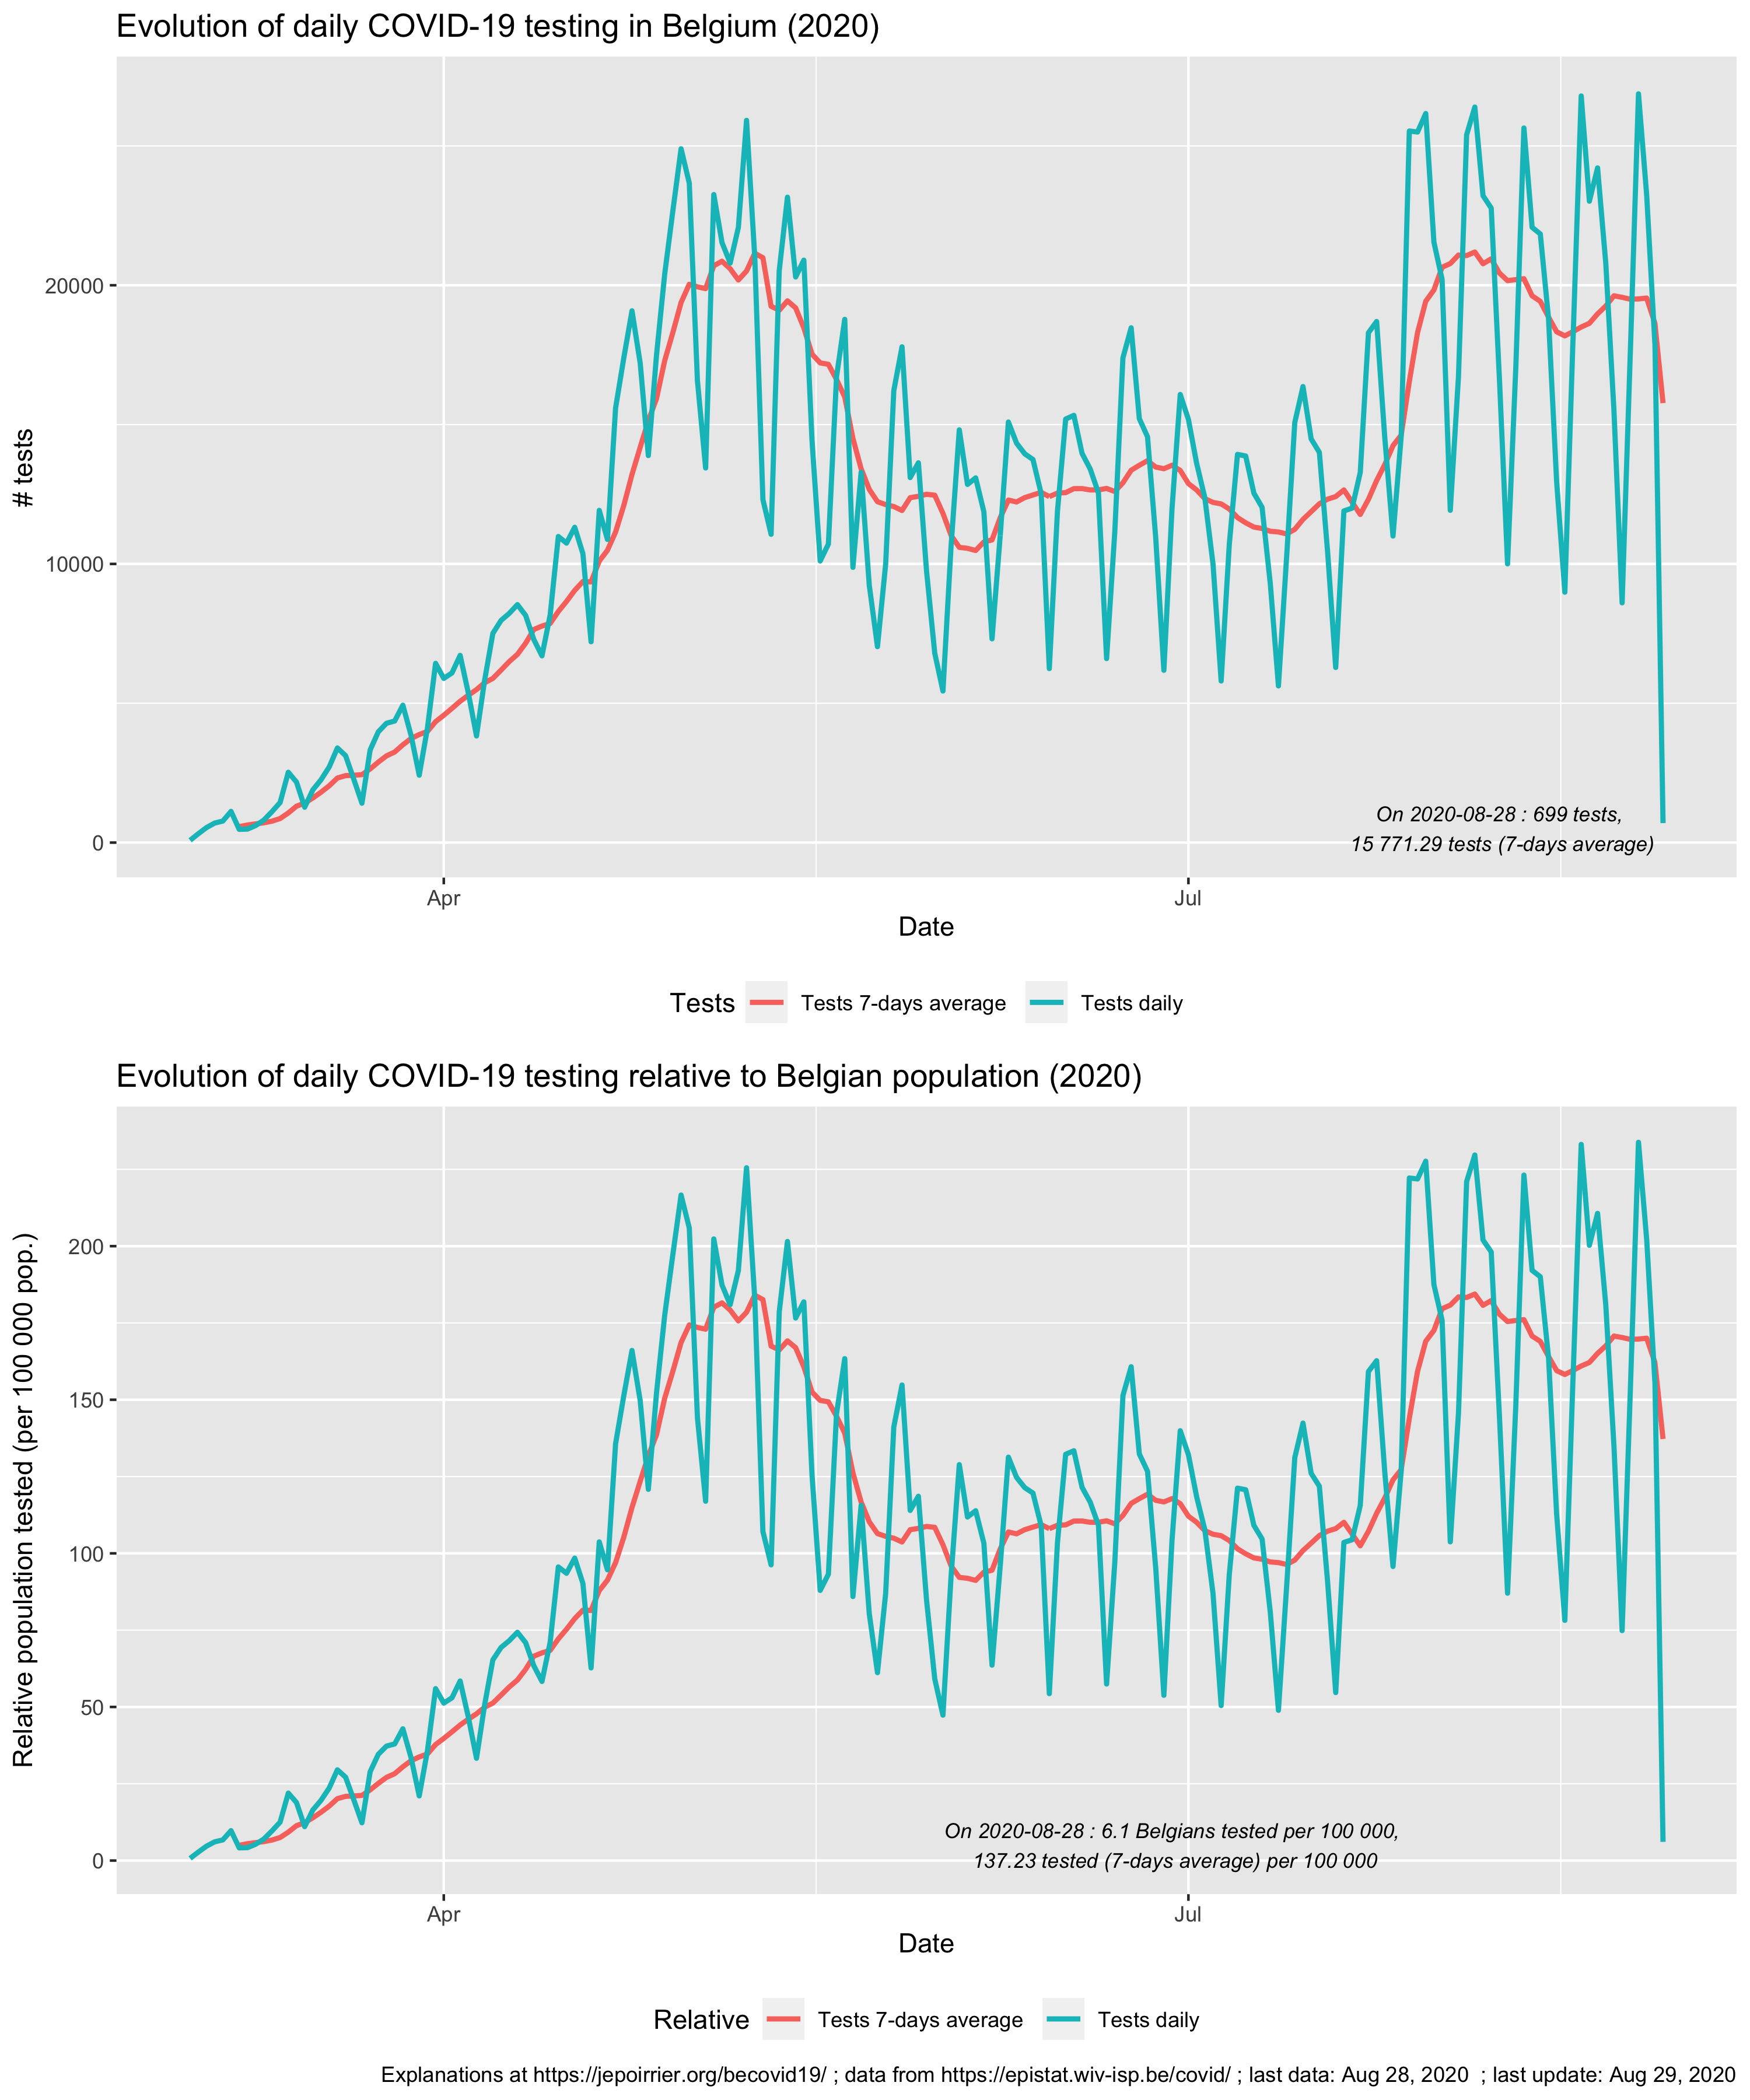 Evolution of daily COVID-19 testing in Belgium (2020)
# tests
20000
10000
0
On 2020-08-28 : 699 tests,
15 771.29 tests (7-days average)
Apr
Jul
Date
Tests
Tests 7-days average
Tests daily
Evolution of daily COVID-19 testing relative to Belgian population (2020)
Relative population tested (per 100 000 pop.)
200
150
100
50
0
On 2020-08-28 : 6.1 Belgians tested per 100 000,
137.23 tested (7-days average) per 100 000
Apr
Jul
Date
Relative
Tests 7-days average
Tests daily
Explanations at https://jepoirrier.org/becovid19/ ; data from https://epistat.wiv-isp.be/covid/ ; last data: Aug 28, 2020  ; last update: Aug 29, 2020